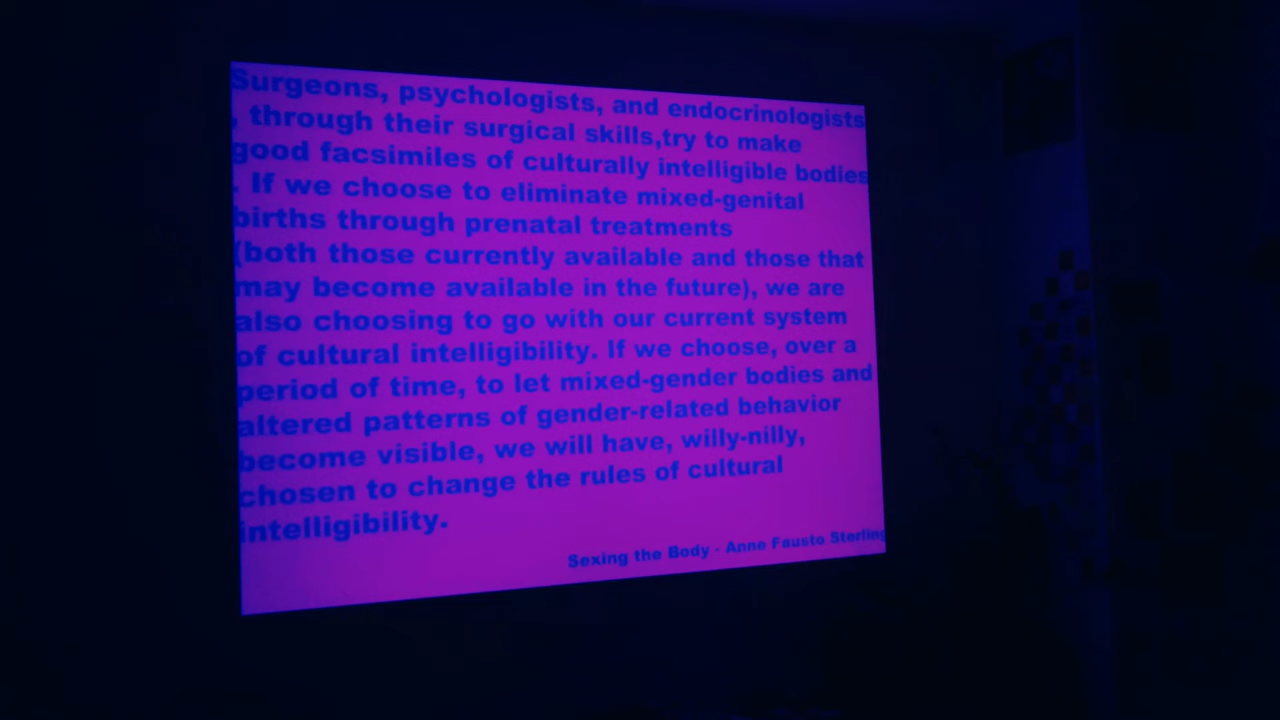 Surgeons, psychologists, and endocrinologists
, through their surgical skills,try to make
good facsimiles of culturally intelligible bodies
. If we choose to eliminate mixed-genital
births through prenatal treatments
(both those currently available and those that
may become available in the future), we are
also choosing to go with our current system
of cultural intelligibility. If we choose, over a
period of time, to let mixed-gender bodies and
altered patterns of gender-related behavior
become visible, we will have, willy-nilly,
chosen to change the rules of cultural
intelligibility.
Sexing the Body - Anne Fausto Sterling